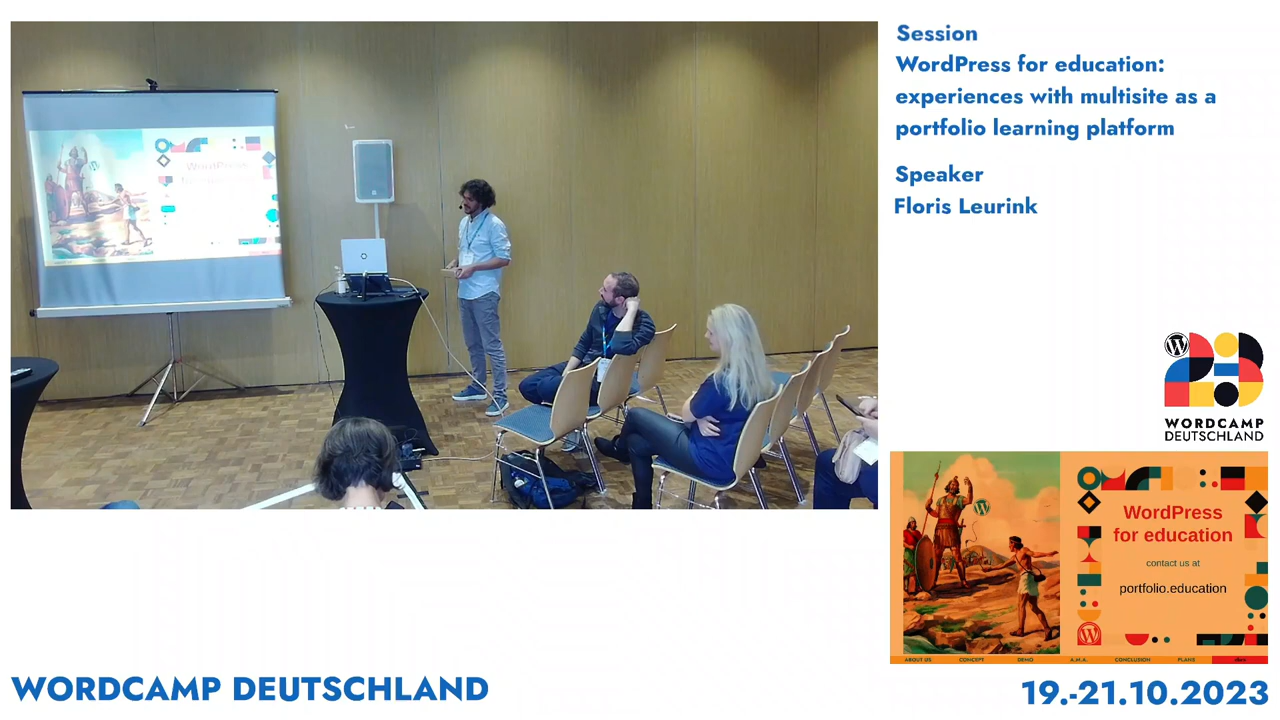 Session
WordPress for education:
experiences with multisite as a
portfolio learning platform
Speaker
Floris Leurink
WORDCAMP
DEUTSCHLAND
WordPress
for education
contact us at
portfolio.education
ABOUT US CONCEPT DEMO A.M.A. CONCLUSION PLANS
WORDCAMP DEUTSCHLAND
19.-21.10.2023